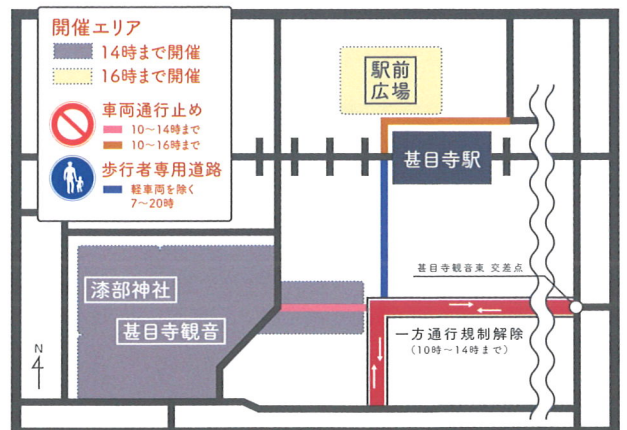 開催エリア
14時まで開催
16時まで開催
車両通行止め
10〜14時まで
10〜16時まで
歩行者専用道路
軽車両を除く
7〜20時
駅前
広場
甚目寺駅
甚目寺観音東 交差点
漆部神社
甚目寺観音
一方通行規制解除
(10時〜14時まで)
N